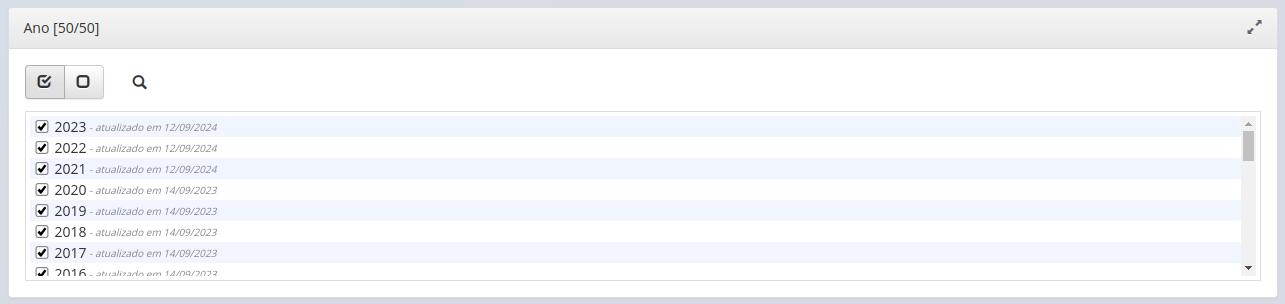 Ano [50/50]
2023 - atualizado em 12/09/2024
2022 - atualizado em 12/09/2024
2021 - atualizado em 12/09/2024
2020 - atualizado em 14/09/2023
2019 - atualizado em 14/09/2023
2018 - atualizado em 14/09/2023
2017 - atualizado em 14/09/2023
2016 - atualizado em 14/09/2023